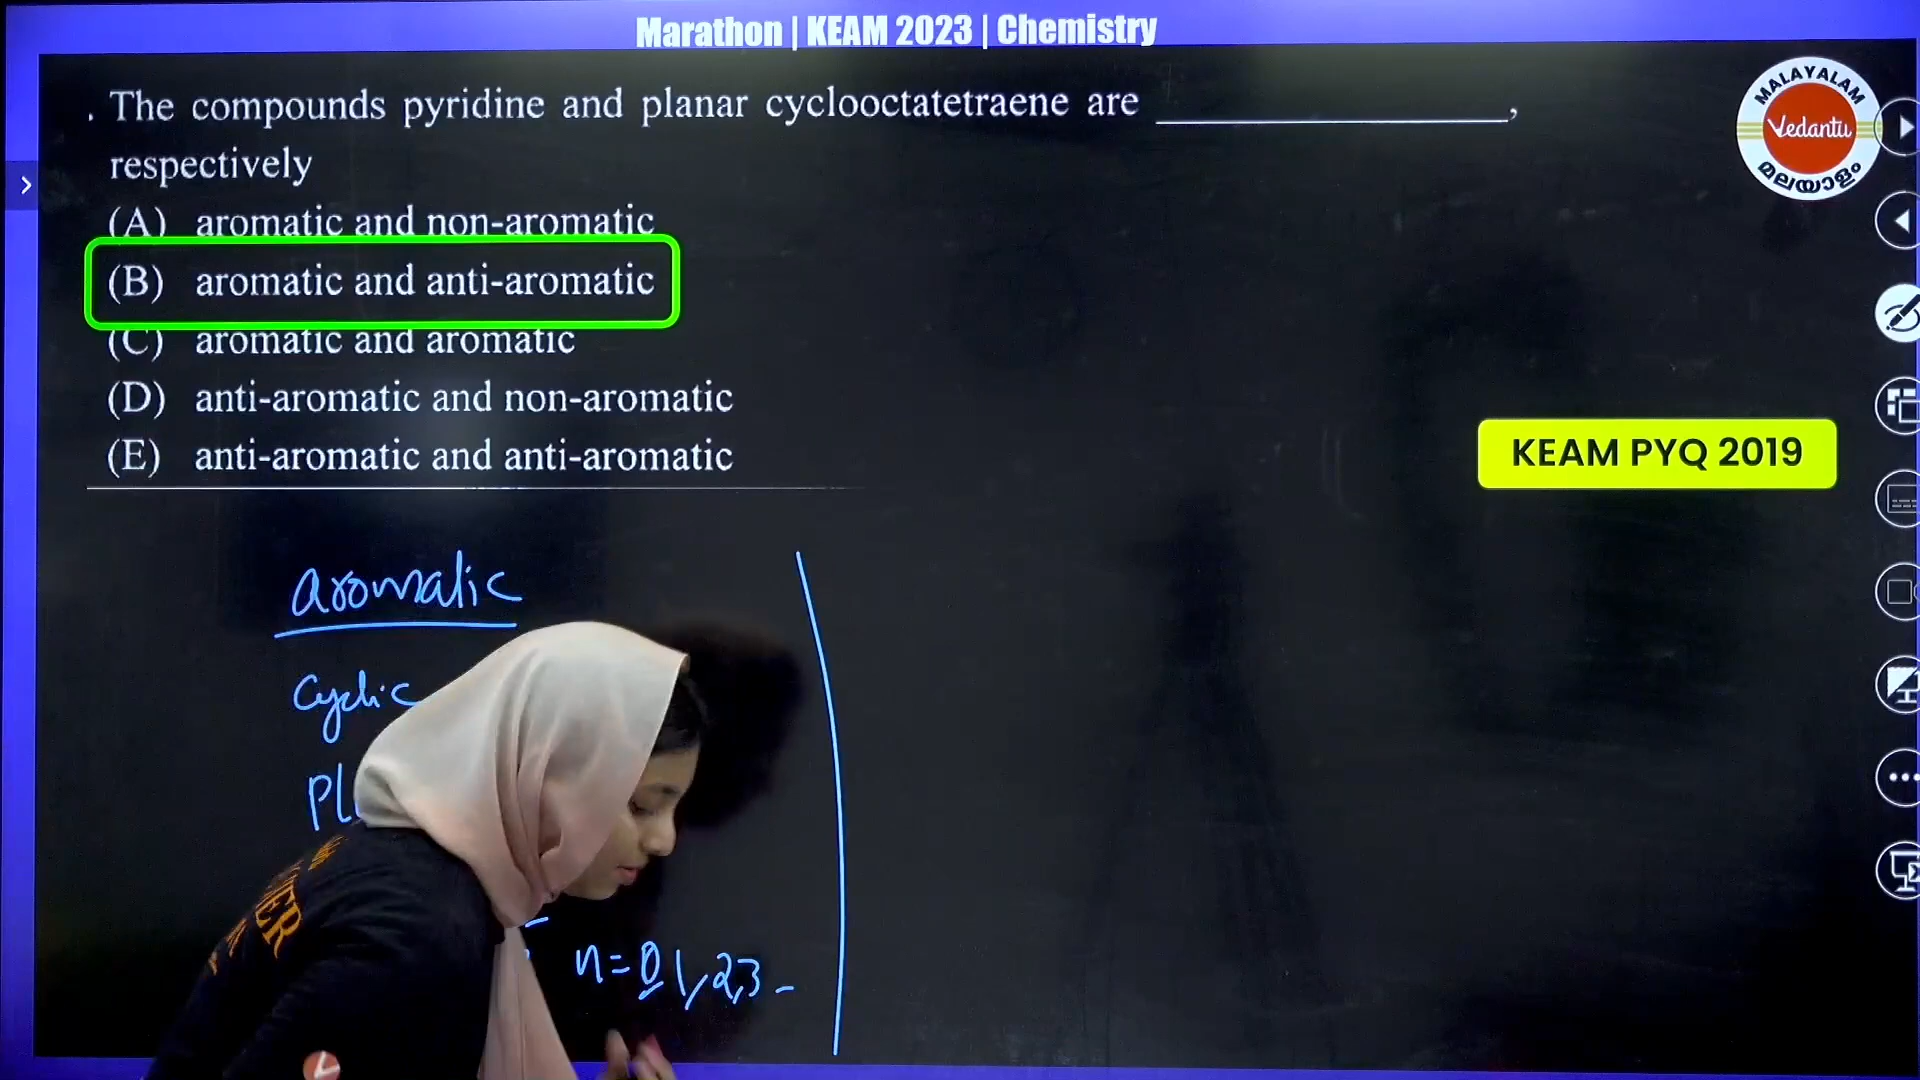 Marathon | KEAM 2023 | Chemistry
. The compounds pyridine and planar cyclooctatetraene are ____________________,
respectively
(A) aromatic and non-aromatic
(B) aromatic and anti-aromatic
(C) aromatic and aromatic
(D) anti-aromatic and non-aromatic
(E) anti-aromatic and anti-aromatic
MALAYALAM
Vedantu
മലയാളം
KEAM PYQ 2019
aromatic
Cyclic
n=0 1, 2, 3 -